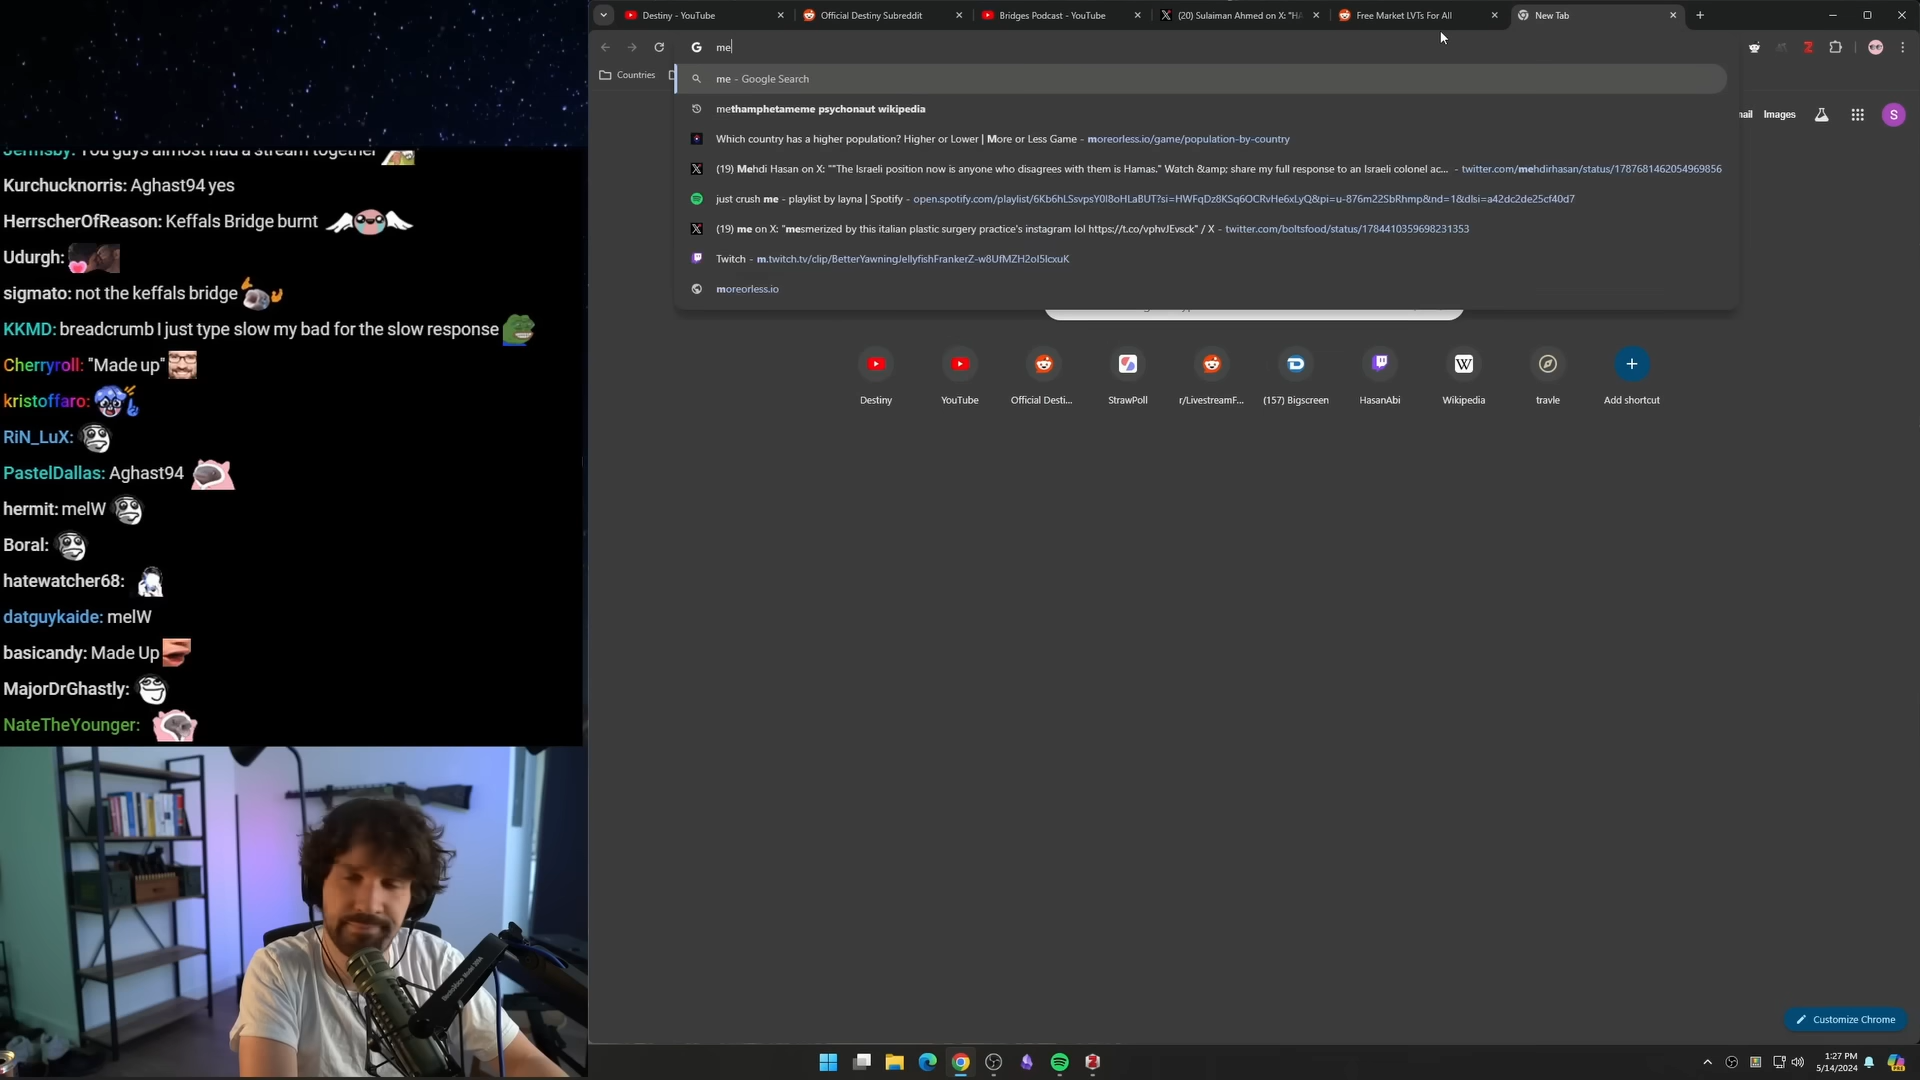 Destiny - YouTube
Official Destiny Subreddit
Bridges Podcast - YouTube
(20) Sulaiman Ahmed on X: "HA
Free Market LVTs For All
New Tab
me
Countries
me - Google Search
methamphetameme psychonaut wikipedia
Which country has a higher population? Higher or Lower | More or Less Game - moreorless.io/game/population-by-country
(19) Mehdi Hasan on X: ""The Israeli position now is anyone who disagrees with them is Hamas." Watch &amp; share my full response to an Israeli colonel ac... - twitter.com/mehdirhasan/status/1787681462054969856
just crush me - playlist by layna | Spotify - open.spotify.com/playlist/6Kb6hLSsvpsY0I8oHLaBUT?si=HWFqDz8KSq6OCRvHe6xLyQ&pi=u-876m22SbRhmp&nd=1&dlsi=a42dc2de25cf40d7
(19) me on X: "mesmerized by this italian plastic surgery practice's instagram lol https://t.co/vphvJEvsck" / X - twitter.com/boltsfood/status/1784410359698231353
Twitch - m.twitch.tv/clip/BetterYawningJellyfishFrankerZ-w8UfMZH2oI5lcxuK
moreorless.io
mail Images
S
Destiny
YouTube
Official Desti...
StrawPoll
r/LivestreamF...
(157) Bigscreen
HasanAbi
Wikipedia
travle
Add shortcut
Jermsby: You guys almost had a stream together
Kurchucknorris: Aghast94 yes
HerrscherOfReason: Keffals Bridge burnt
Udurgh:
sigmato: not the keffals bridge
KKMD: breadcrumb I just type slow my bad for the slow response
Cherryroll: "Made up"
kristoffaro:
RiN_LuX:
PastelDallas: Aghast94
hermit: melW
Boral:
hatewatcher68:
datguykaide: melW
basicandy: Made Up
MajorDrGhastly:
NateTheYounger:
Customize Chrome
1:27 PM
5/14/2024